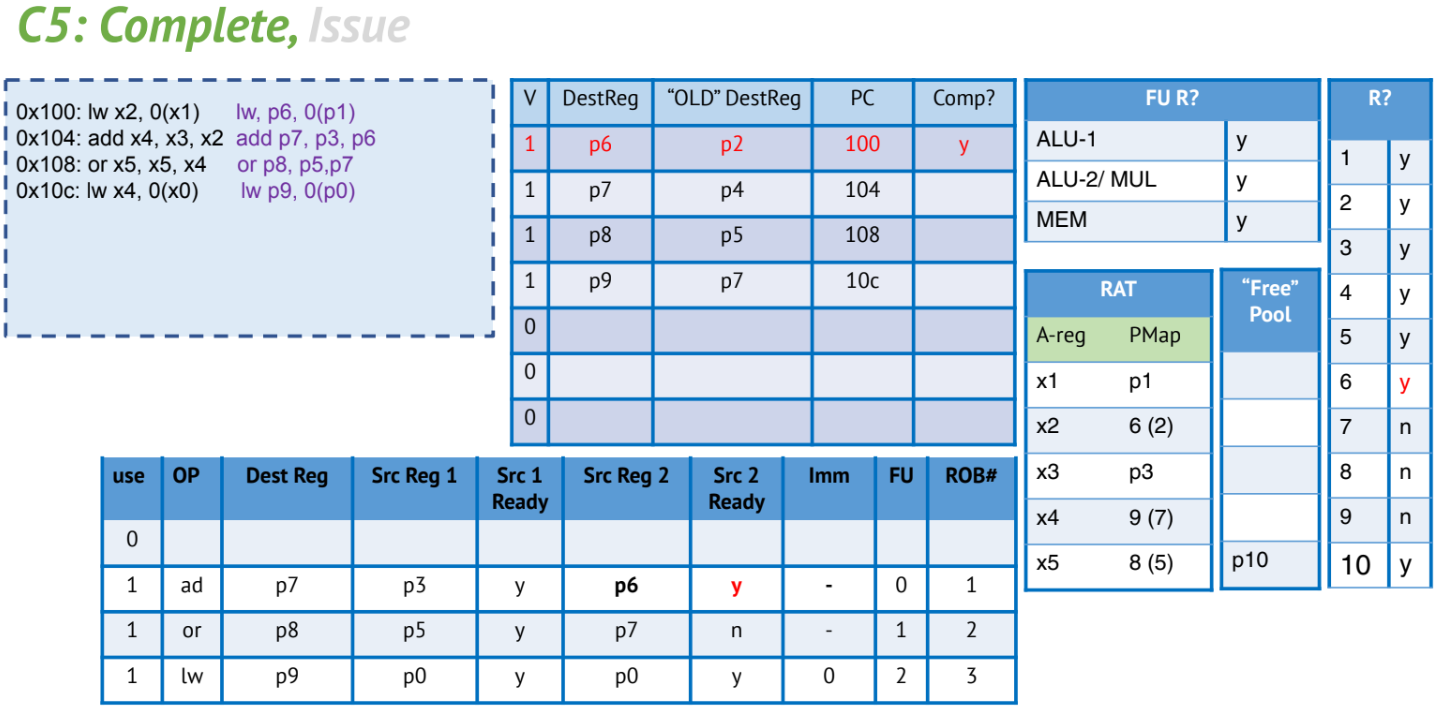 C5: Complete, Issue
0x100: lw x2, 0(x1) lw, p6, 0(p1)
0x104: add x4, x3, x2 add p7, p3, p6
0x108: or x5, x5, x4 or p8, p5,p7
0x10c: lw x4, 0(x0) lw p9, 0(p0)
V DestReg “OLD” DestReg PC Comp?
1 p6 p2 100 y
1 p7 p4 104
1 p8 p5 108
1 p9 p7 10c
0
0
0
FU R?
ALU-1 y
ALU-2/ MUL y
MEM y
R?
1 y
2 y
3 y
4 y
5 y
6 y
7 n
8 n
9 n
10 y
RAT
A-reg PMap
x1 p1
x2 6 (2)
x3 p3
x4 9 (7)
x5 8 (5)
“Free”
Pool
p10
use OP Dest Reg Src Reg 1 Src 1 Ready Src Reg 2 Src 2 Ready Imm FU ROB#
0
1 ad p7 p3 y p6 y - 0 1
1 or p8 p5 y p7 n - 1 2
1 lw p9 p0 y p0 y 0 2 3